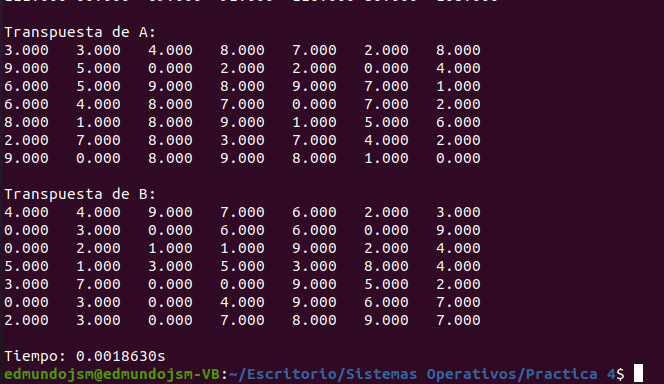 Transpuesta de A:
3.000 3.000 4.000 8.000 7.000 2.000 8.000
9.000 5.000 0.000 2.000 2.000 0.000 4.000
6.000 5.000 9.000 8.000 9.000 7.000 1.000
6.000 4.000 8.000 7.000 0.000 7.000 2.000
8.000 1.000 8.000 9.000 1.000 5.000 6.000
2.000 7.000 8.000 3.000 7.000 4.000 2.000
9.000 0.000 8.000 9.000 8.000 1.000 0.000
Transpuesta de B:
4.000 4.000 9.000 7.000 6.000 2.000 3.000
0.000 3.000 0.000 6.000 6.000 0.000 9.000
0.000 2.000 1.000 1.000 9.000 2.000 4.000
5.000 1.000 3.000 5.000 3.000 8.000 4.000
3.000 7.000 0.000 0.000 9.000 5.000 2.000
0.000 3.000 0.000 4.000 9.000 6.000 7.000
2.000 3.000 0.000 7.000 8.000 9.000 7.000
Tiempo: 0.0018630s
edmundojsm@edmundojsm-VB:~/Escritorio/Sistemas Operativos/Practica 4$